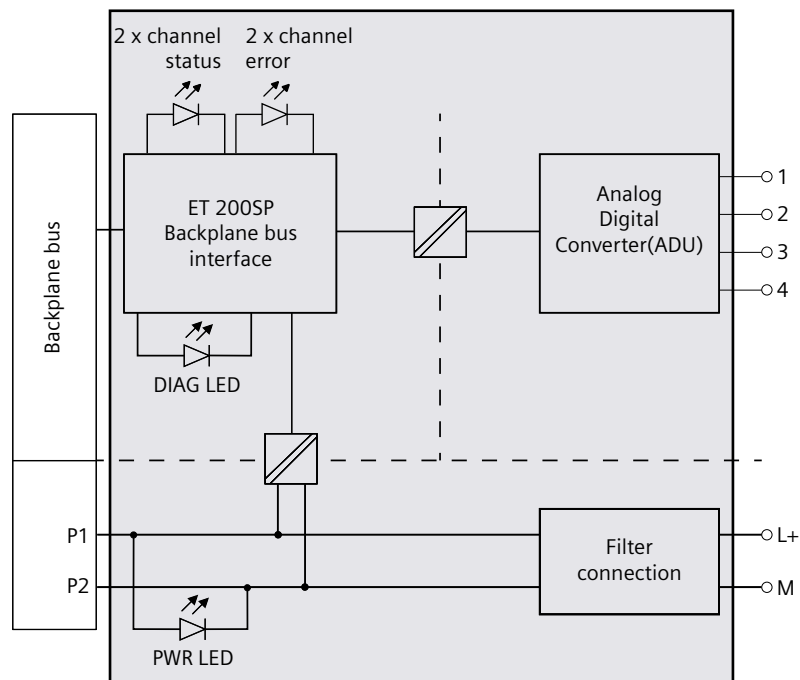 2 x channel status
2 x channel error
Backplane bus
ET 200SP
Backplane bus
interface
Analog
Digital
Converter(ADU)
1
2
3
4
DIAG LED
P1
P2
Filter
connection
L+
M
PWR LED